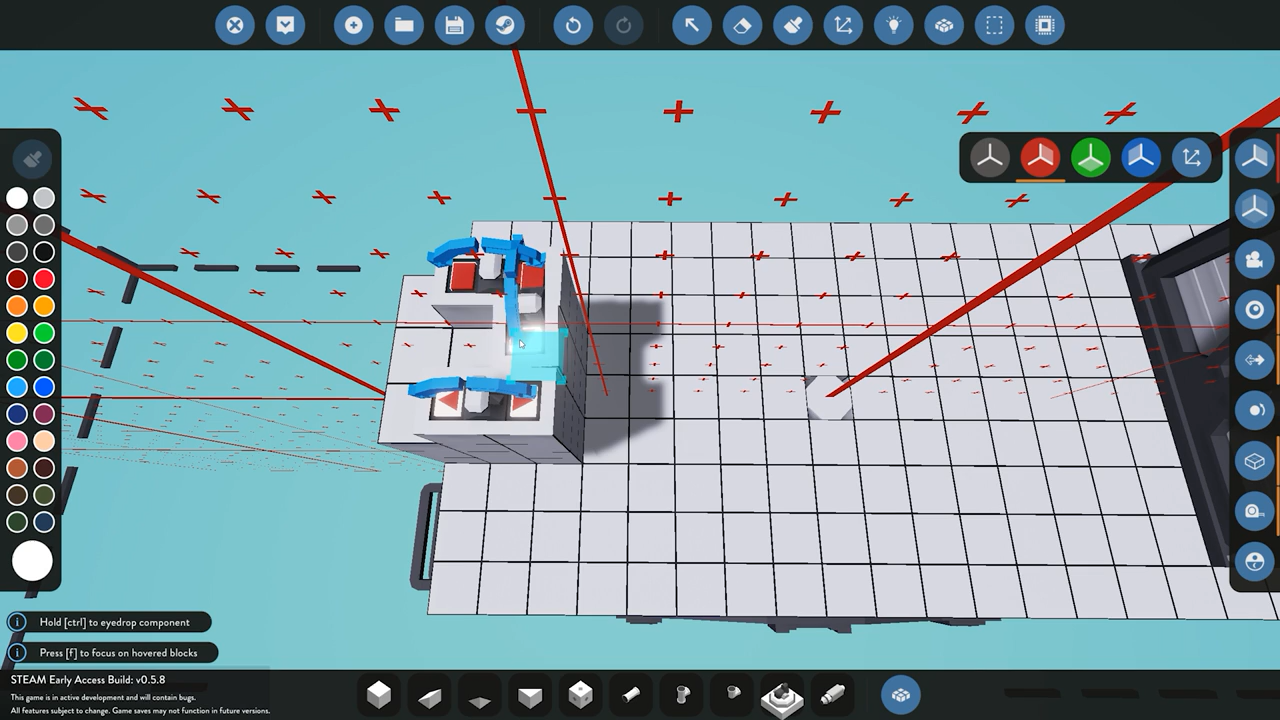 Hold [ctrl] to eyedrop component
Press [f] to focus on hovered blocks
STEAM Early Access Build: v0.5.8
This game is in active development and will contain bugs.
All features subject to change. Game saves may not function in future versions.